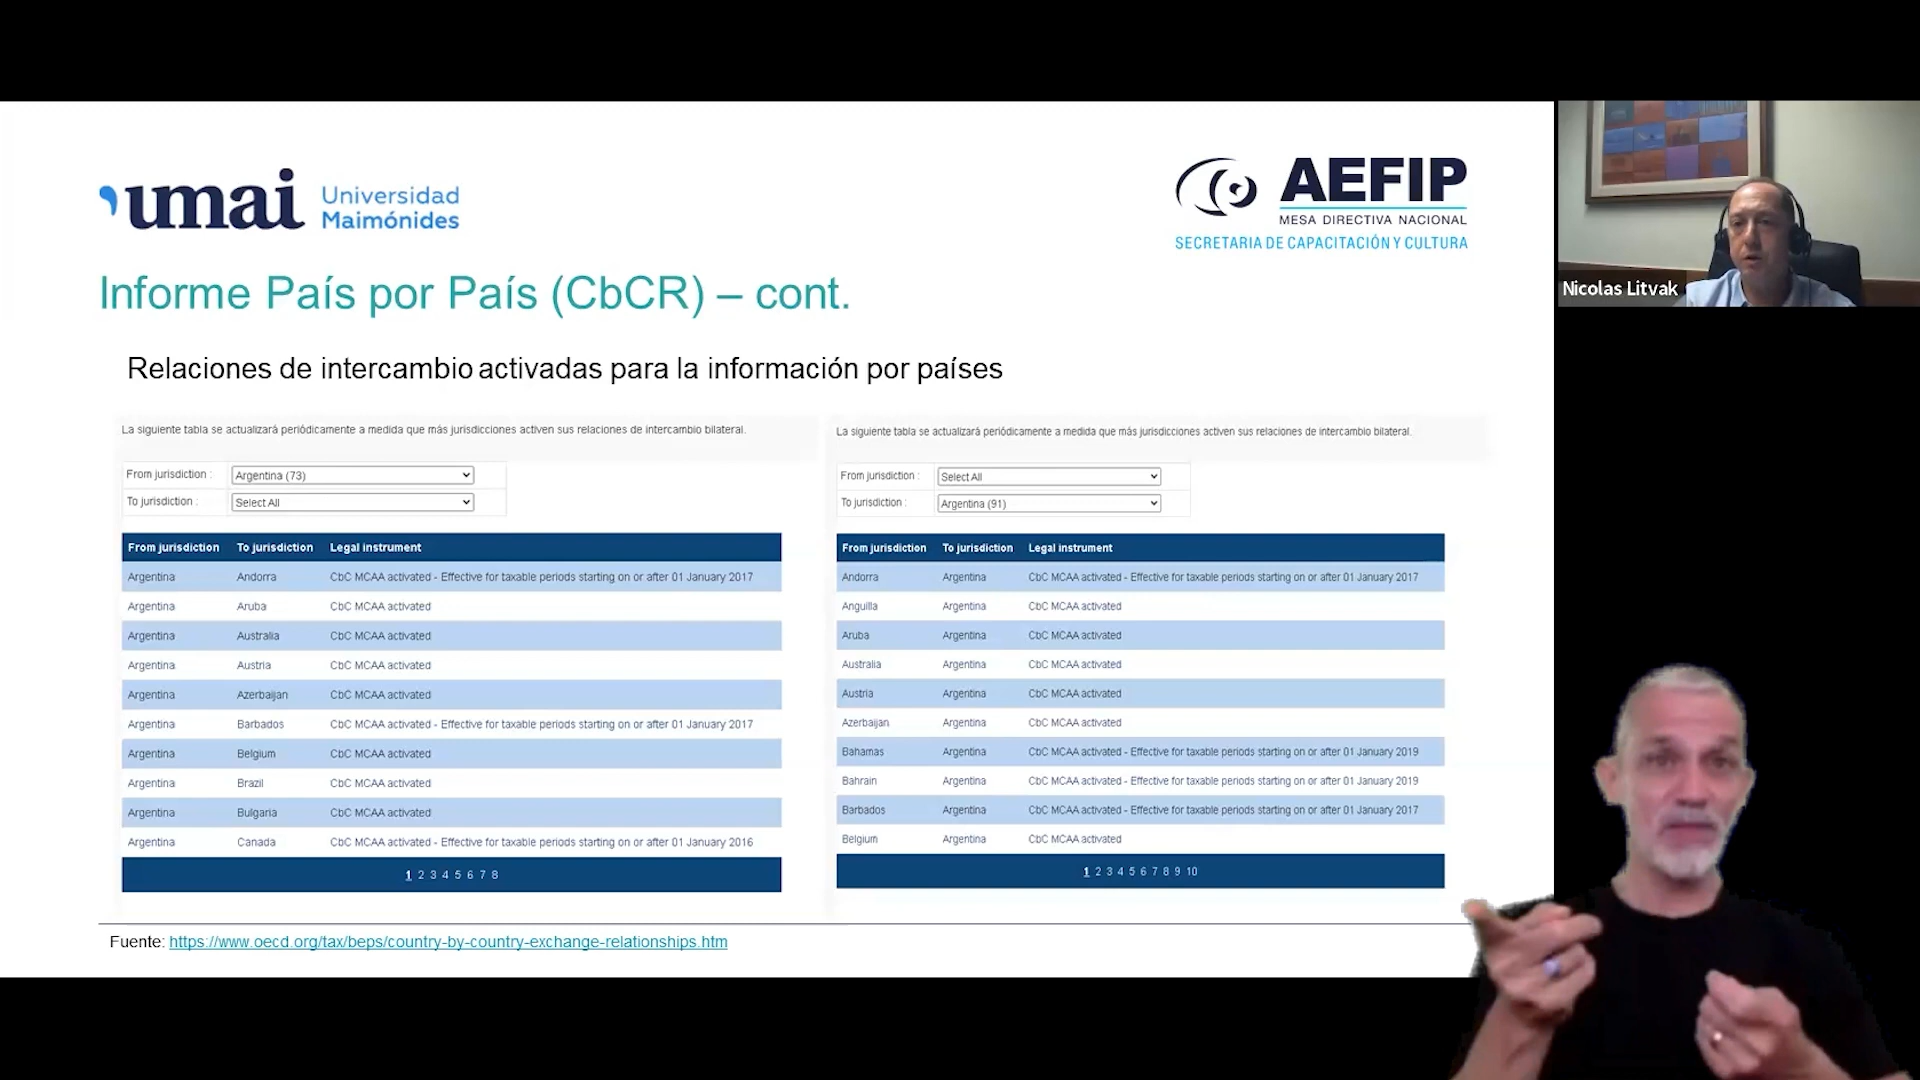 umai Universidad
Maimónides
AEFIP
MESA DIRECTIVA NACIONAL
SECRETARIA DE CAPACITACIÓN Y CULTURA
Nicolas Litvak
Informe País por País (CbCR) – cont.
Relaciones de intercambio activadas para la información por países
La siguiente tabla se actualizará periódicamente a medida que más jurisdicciones activen sus relaciones de intercambio bilateral.
From jurisdiction : Argentina (73)
To jurisdiction : Select All
From jurisdiction To jurisdiction Legal instrument
Argentina Andorra CbC MCAA activated - Effective for taxable periods starting on or after 01 January 2017
Argentina Aruba CbC MCAA activated
Argentina Australia CbC MCAA activated
Argentina Austria CbC MCAA activated
Argentina Azerbaijan CbC MCAA activated
Argentina Barbados CbC MCAA activated - Effective for taxable periods starting on or after 01 January 2017
Argentina Belgium CbC MCAA activated
Argentina Brazil CbC MCAA activated
Argentina Bulgaria CbC MCAA activated
Argentina Canada CbC MCAA activated - Effective for taxable periods starting on or after 01 January 2016
1 2 3 4 5 6 7 8
La siguiente tabla se actualizará periódicamente a medida que más jurisdicciones activen sus relaciones de intercambio bilateral.
From jurisdiction : Select All
To jurisdiction : Argentina (91)
From jurisdiction To jurisdiction Legal instrument
Andorra Argentina CbC MCAA activated - Effective for taxable periods starting on or after 01 January 2017
Anguilla Argentina CbC MCAA activated
Aruba Argentina CbC MCAA activated
Australia Argentina CbC MCAA activated
Austria Argentina CbC MCAA activated
Azerbaijan Argentina CbC MCAA activated
Bahamas Argentina CbC MCAA activated - Effective for taxable periods starting on or after 01 January 2019
Bahrain Argentina CbC MCAA activated - Effective for taxable periods starting on or after 01 January 2019
Barbados Argentina CbC MCAA activated - Effective for taxable periods starting on or after 01 January 2017
Belgium Argentina CbC MCAA activated
1 2 3 4 5 6 7 8 9 10
Fuente: https://www.oecd.org/tax/beps/country-by-country-exchange-relationships.htm